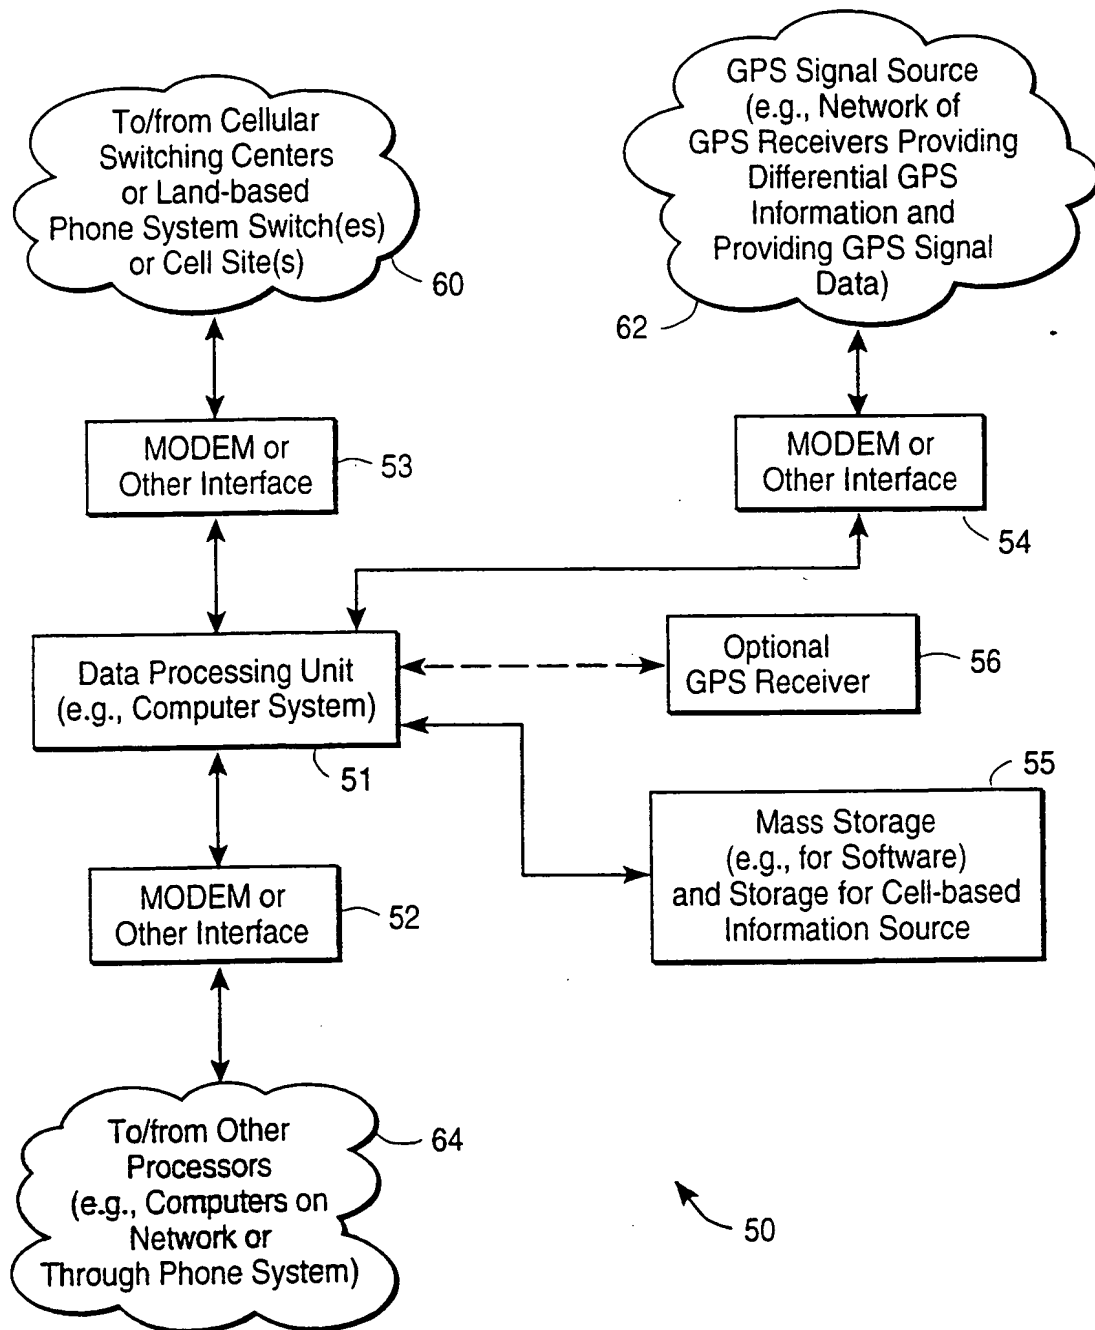 To/from Cellular
Switching Centers
or Land-based
Phone System Switch(es)
or Cell Site(s)
60
GPS Signal Source
(e.g., Network of
GPS Receivers Providing
Differential GPS
Information and
Providing GPS Signal
Data)
62
MODEM or
Other Interface
53
MODEM or
Other Interface
54
Data Processing Unit
(e.g., Computer System)
51
Optional
GPS Receiver
56
55
Mass Storage
(e.g., for Software)
and Storage for Cell-based
Information Source
MODEM or
Other Interface
52
To/from Other
Processors
(e.g., Computers on
Network or
Through Phone System)
64
50